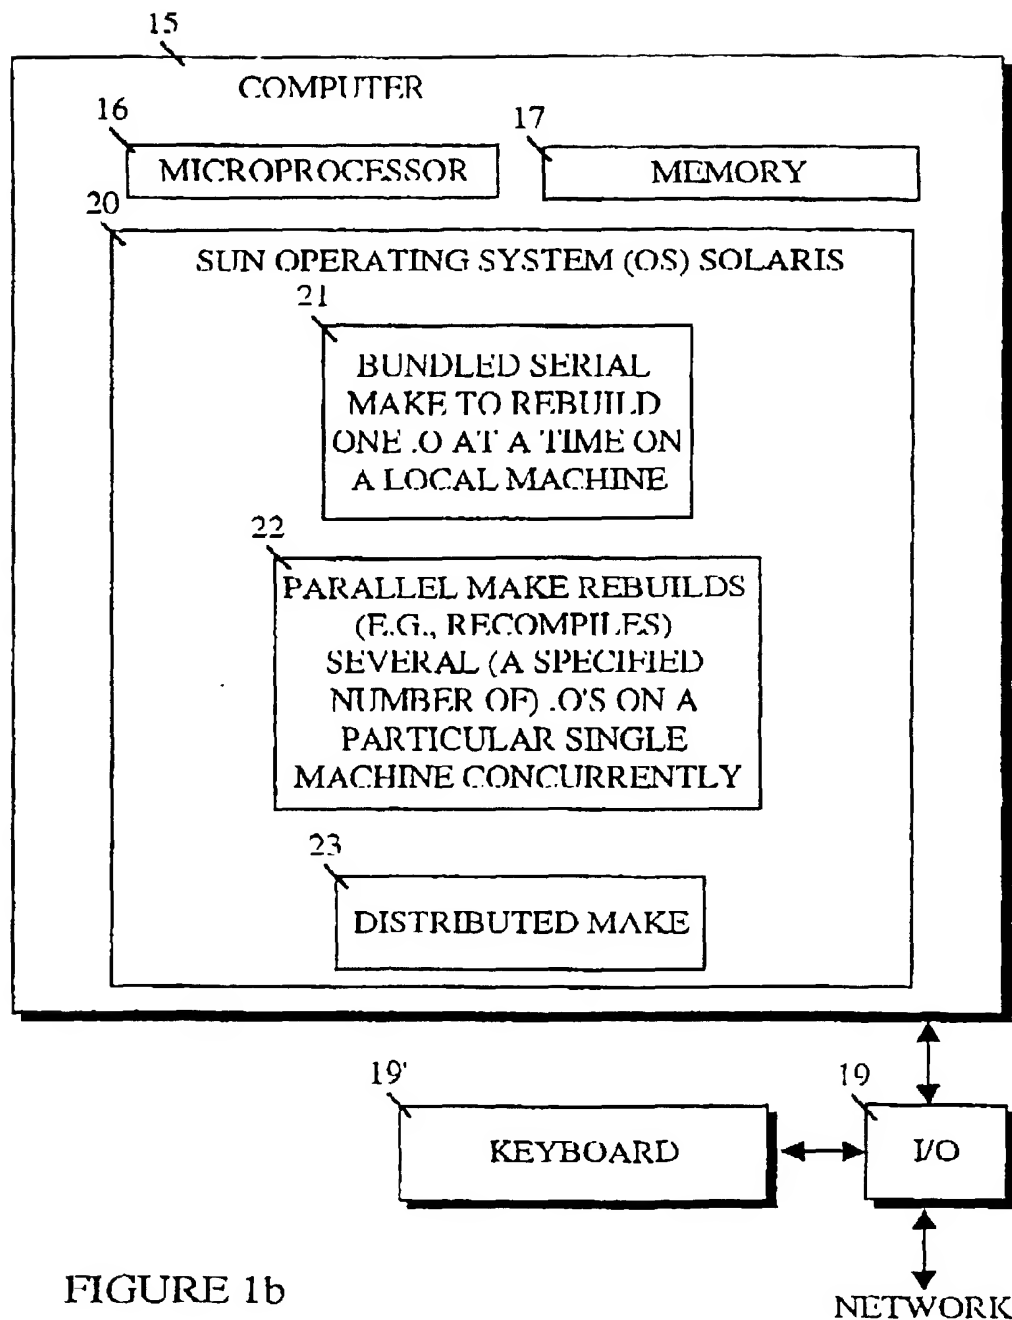 15
COMPUTER
16
17
MICROPROCESSOR
MEMORY
20
SUN OPERATING SYSTEM (OS) SOLARIS
21
BUNDLED SERIAL
MAKE TO REBUILD
ONE .O AT A TIME ON
A LOCAL MACHINE
22
PARALLEL MAKE REBUILDS
(E.G., RECOMPILES)
SEVERAL (A SPECIFIED
NUMBER OF) .O'S ON A
PARTICULAR SINGLE
MACHINE CONCURRENTLY
23
DISTRIBUTED MAKE
19'
19
KEYBOARD
I/O
FIGURE 1b
NETWORK